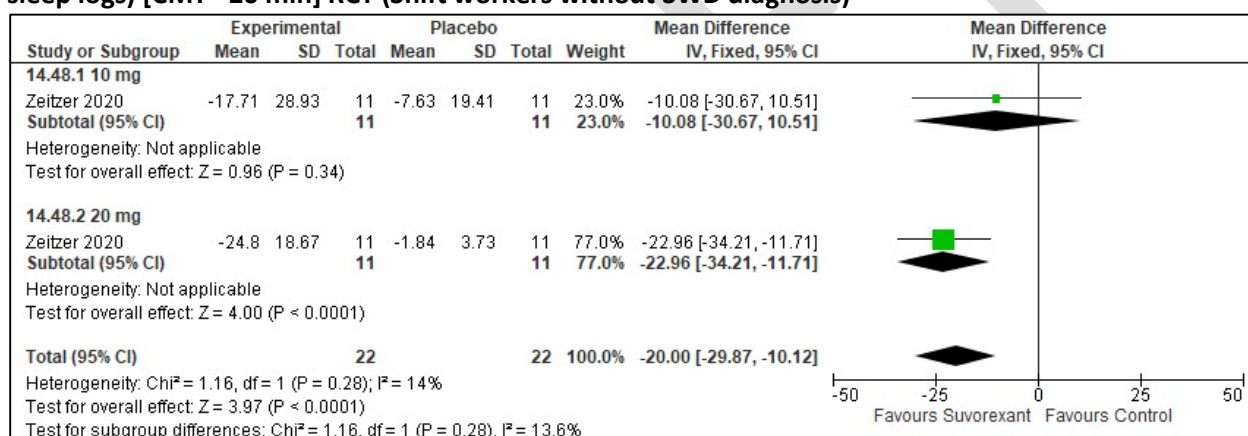 sleep logs) [CMT - 20 min] RCT (Shift workers without SWD diagnosis)
Experimental Placebo Mean Difference Mean Difference
Study or Subgroup Mean SD Total Mean SD Total Weight IV, Fixed, 95% CI IV, Fixed, 95% CI
14.48.1 10 mg
Zeitzer 2020 -17.71 28.93 11 -7.63 19.41 11 23.0% -10.08 [-30.67, 10.51]
Subtotal (95% CI) 11 11 23.0% -10.08 [-30.67, 10.51]
Heterogeneity: Not applicable
Test for overall effect: Z = 0.96 (P = 0.34)
14.48.2 20 mg
Zeitzer 2020 -24.8 18.67 11 -1.84 3.73 11 77.0% -22.96 [-34.21, -11.71]
Subtotal (95% CI) 11 11 77.0% -22.96 [-34.21, -11.71]
Heterogeneity: Not applicable
Test for overall effect: Z = 4.00 (P < 0.0001)
Total (95% CI) 22 22 100.0% -20.00 [-29.87, -10.12]
Heterogeneity: Chi² = 1.16, df = 1 (P = 0.28); I² = 14%
Test for overall effect: Z = 3.97 (P < 0.0001)
Test for subgroup differences: Chi² = 1.16, df = 1 (P = 0.28), I² = 13.6%
-50 -25 0 25 50
Favours Suvorexant Favours Control